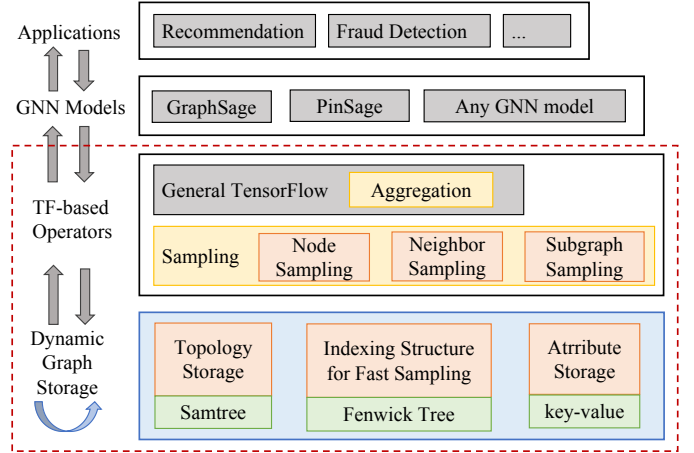 Applications
Recommendation
Fraud Detection
...
GNN Models
GraphSage
PinSage
Any GNN model
TF-based
Operators
General TensorFlow
Aggregation
Sampling
Node
Sampling
Neighbor
Sampling
Subgraph
Sampling
Dynamic
Graph
Storage
Topology
Storage
Samtree
Indexing Structure
for Fast Sampling
Fenwick Tree
Atrribute
Storage
key-value